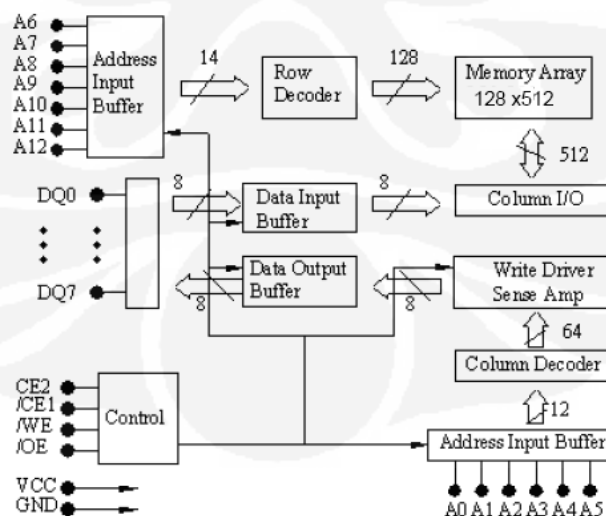 A6
A7
A8
A9
A10
A11
A12
Address
Input
Buffer
14
Row
Decoder
128
Memory Array
128 x512
512
DQ0
DQ7
8
Data Input
Buffer
8
Column I/O
8
Data Output
Buffer
8
Write Driver
Sense Amp
64
Column Decoder
12
Address Input Buffer
A0 A1 A2 A3 A4 A5
CE2
/CE1
/WE
/OE
Control
VCC
GND